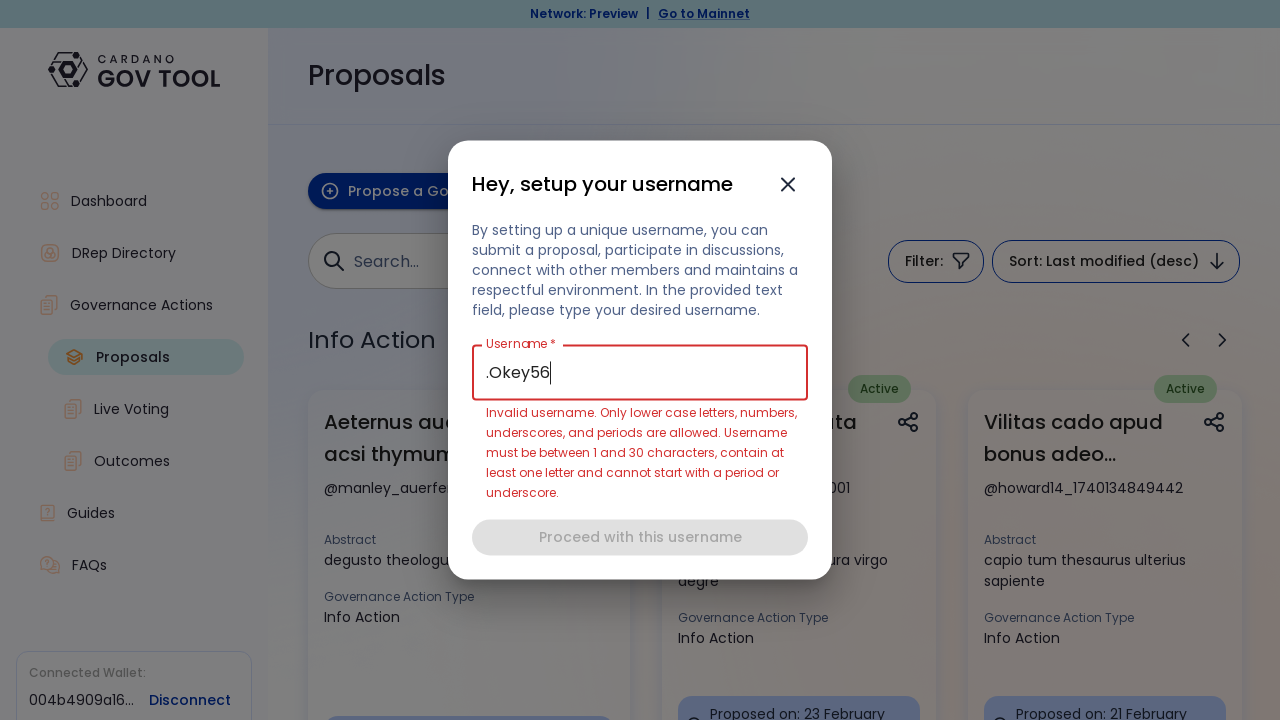 Network: Preview | Go to Mainnet
CARDANO
GOV TOOL
Proposals
Dashboard
DRep Directory
Governance Actions
Proposals
Live Voting
Outcomes
Guides
FAQs
Connected Wallet:
004b4909a16... Disconnect
Propose a Go
Search...
Filter:
Sort: Last modified (desc)
Info Action
Hey, setup your username
By setting up a unique username, you can
submit a proposal, participate in discussions,
connect with other members and maintains a
respectful environment. In the provided text
field, please type your desired username.
Username *
.Okey56
Invalid username. Only lower case letters, numbers,
underscores, and periods are allowed. Username
must be between 1 and 30 characters, contain at
least one letter and cannot start with a period or
underscore.
Proceed with this username
Aeternus
acsi thymum
@manley_auerfe
Abstract
degusto theologu
Governance Action Type
Info Action
Active
001
virgo
aegre
Governance Action Type
Info Action
Proposed on: 23 February
Active
Vilitas cado apud
bonus adeo...
@howard14_1740134849442
Abstract
capio tum thesaurus ulterius
sapiente
Governance Action Type
Info Action
Proposed on: 21 February